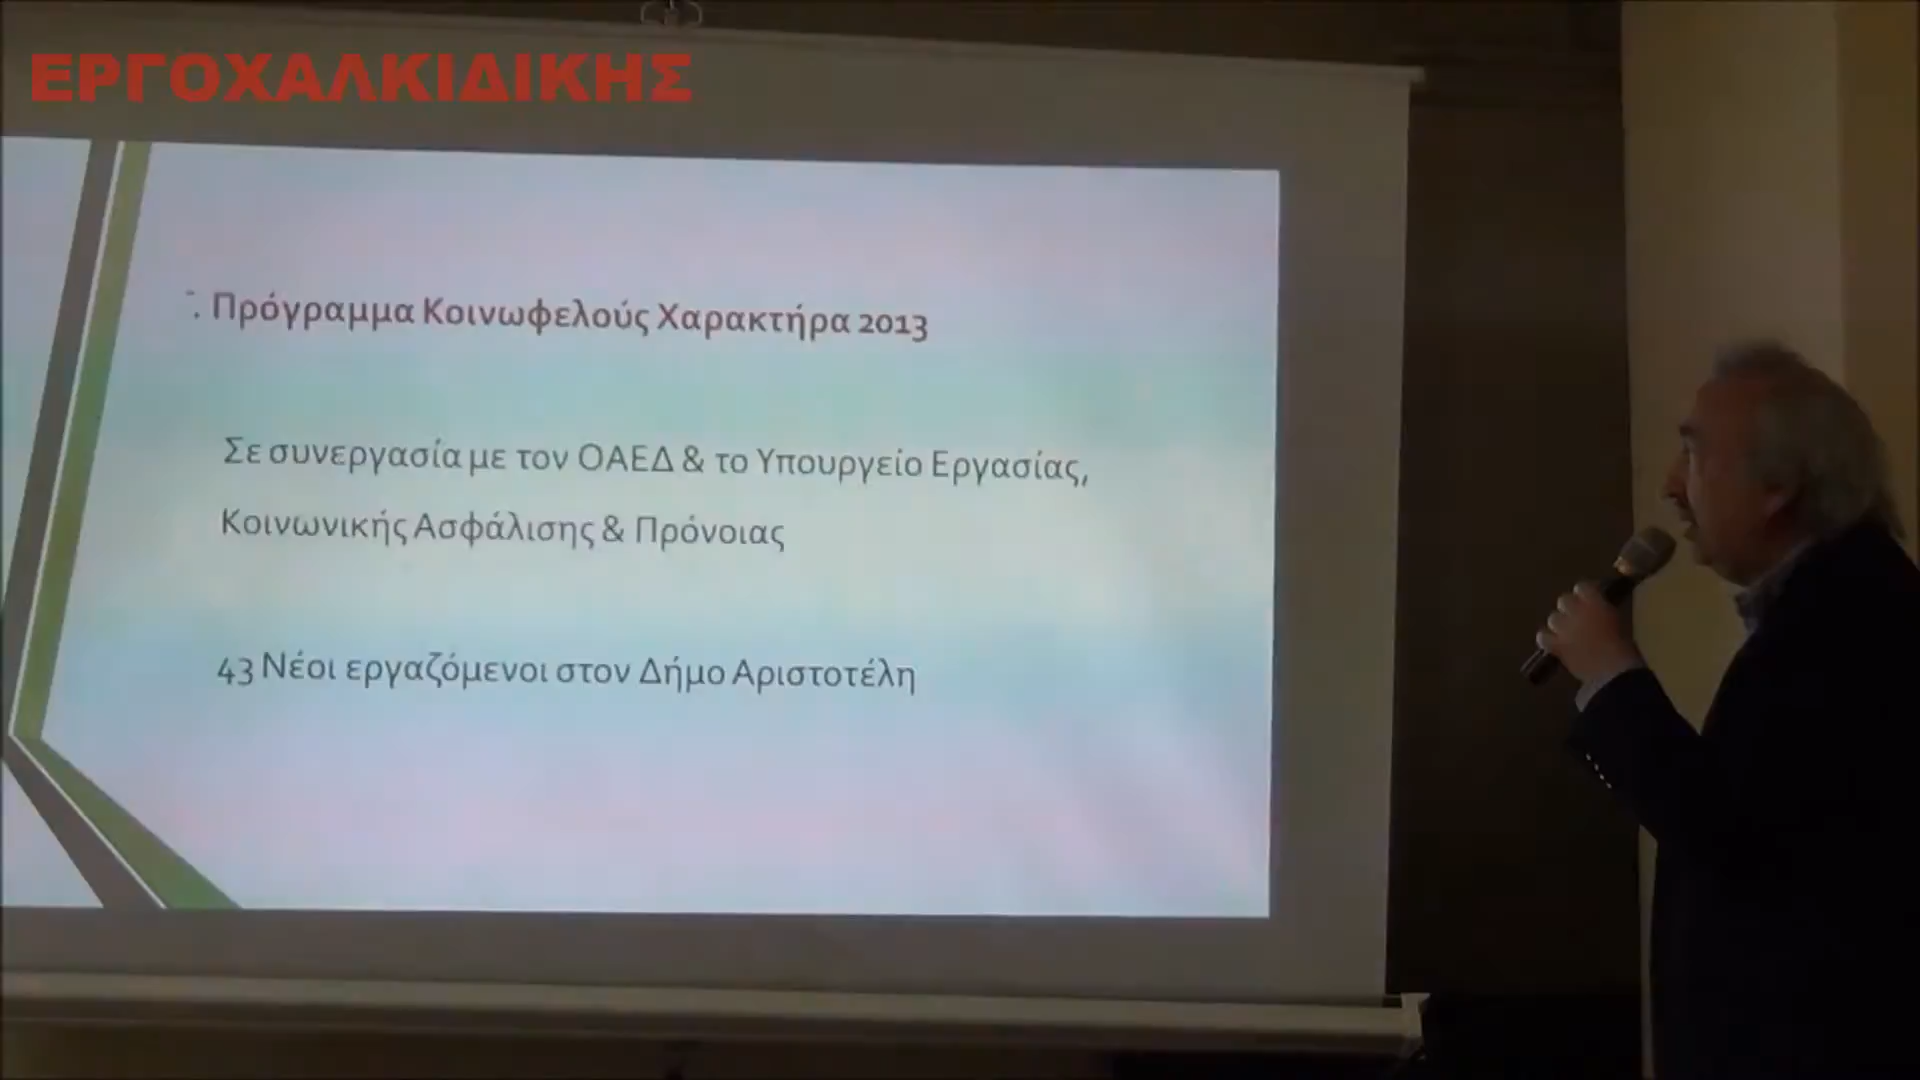 ΕΡΓΟΧΑΛΚΙΔΙΚΗΣ
Πρόγραμμα Κοινωφελούς Χαρακτήρα 2013
Σε συνεργασία με τον ΟΑΕΔ & το Υπουργείο Εργασίας,
Κοινωνικής Ασφάλισης & Πρόνοιας
43 Νέοι εργαζόμενοι στον Δήμο Αριστοτέλη